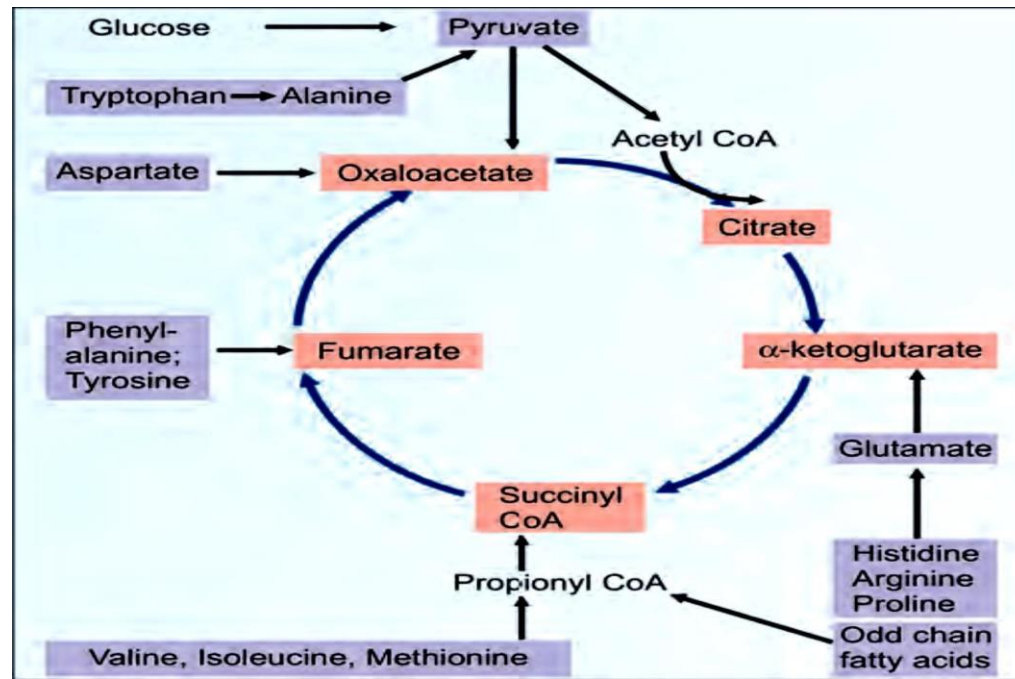 Glucose
Pyruvate
Tryptophan
Alanine
Acetyl CoA
Aspartate
Oxaloacetate
Citrate
Phenyl-
alanine;
Tyrosine
Fumarate
α-ketoglutarate
Glutamate
Succinyl
CoA
Histidine
Arginine
Proline
Propionyl CoA
Odd chain
fatty acids
Valine, Isoleucine, Methionine